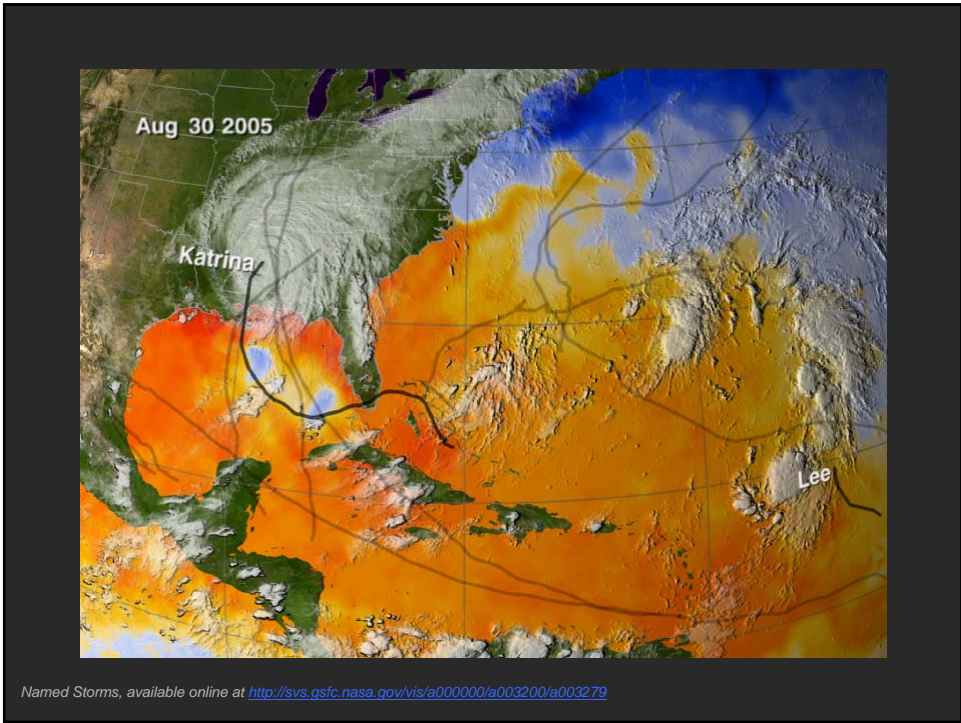 Aug 30 2005
Katrina
Lee
Named Storms, available online at http://svs.gsfc.nasa.gov/vis/a000000/a003200/a003279